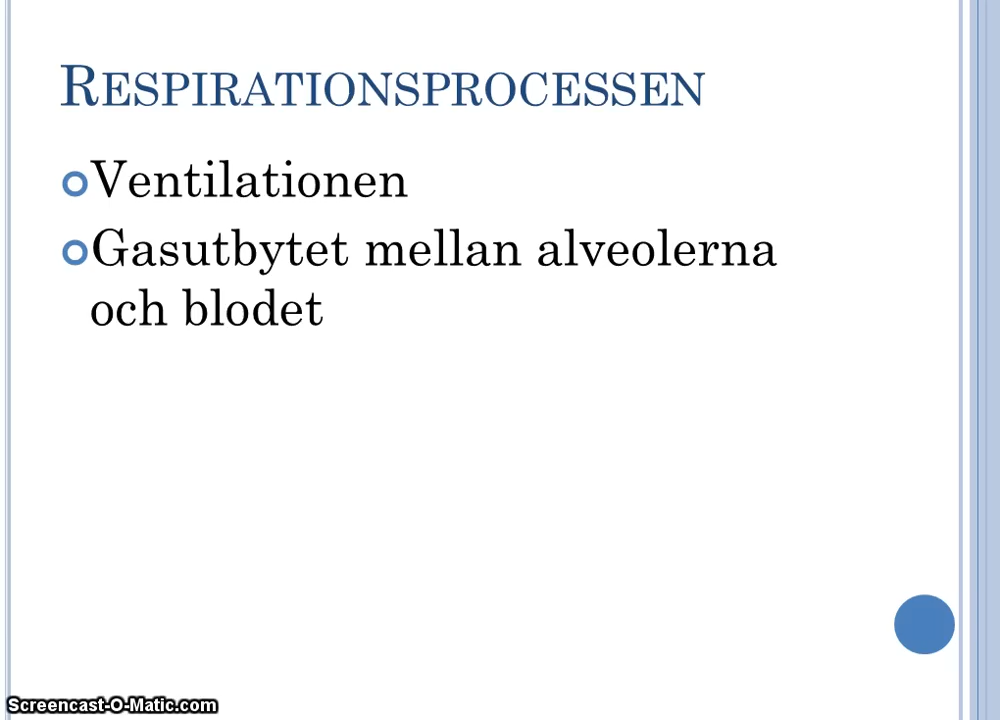 RESPIRATIONSPROCESSEN
Ventilationen
Gasutbytet mellan alveolerna
och blodet
Screencast-O-Matic.com